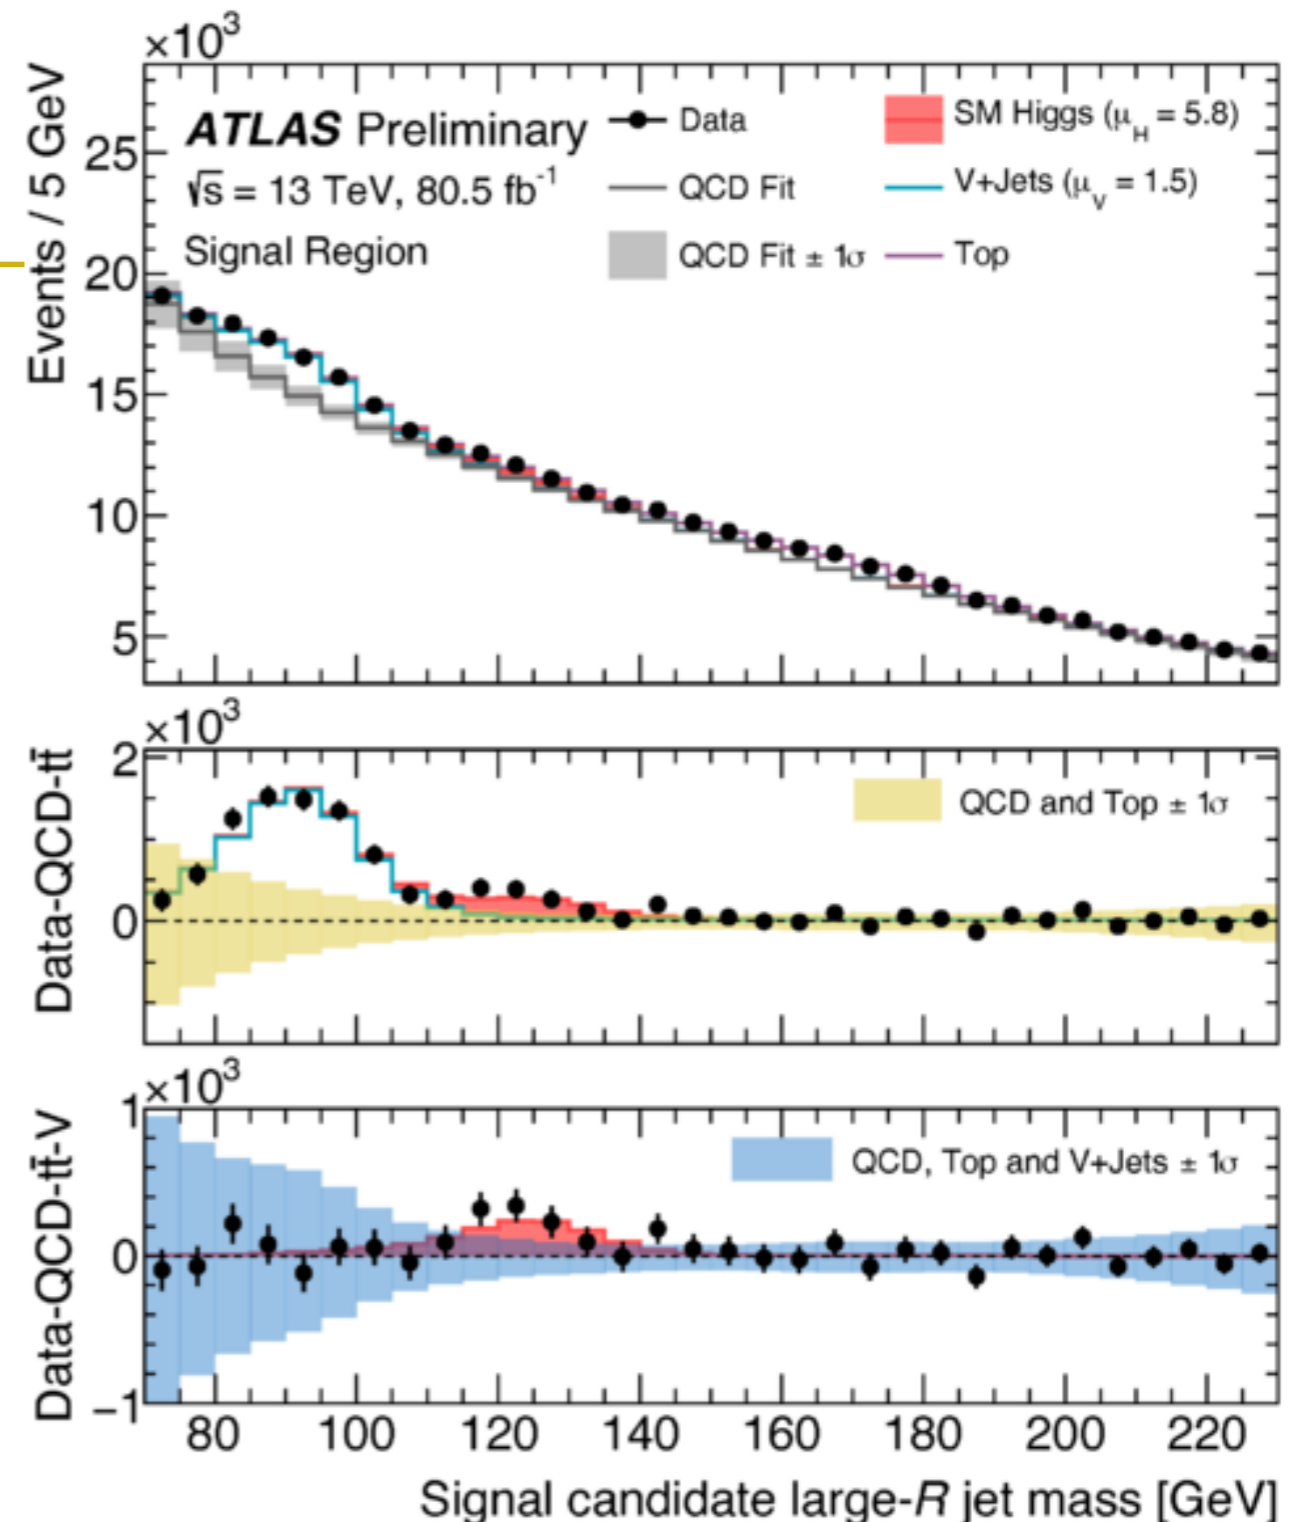 ×10³
Events / 5 GeV
25
20
15
10
5
ATLAS Preliminary
√s = 13 TeV, 80.5 fb⁻¹
Signal Region
Data
QCD Fit
QCD Fit ± 1σ
SM Higgs (μ_H = 5.8)
V+Jets (μ_V = 1.5)
Top
×10³
Data-QCD-tt̄
2
0
QCD and Top ± 1σ
×10³
Data-QCD-tt̄-V
1
0
−1
QCD, Top and V+Jets ± 1σ
80 100 120 140 160 180 200 220
Signal candidate large-R jet mass [GeV]